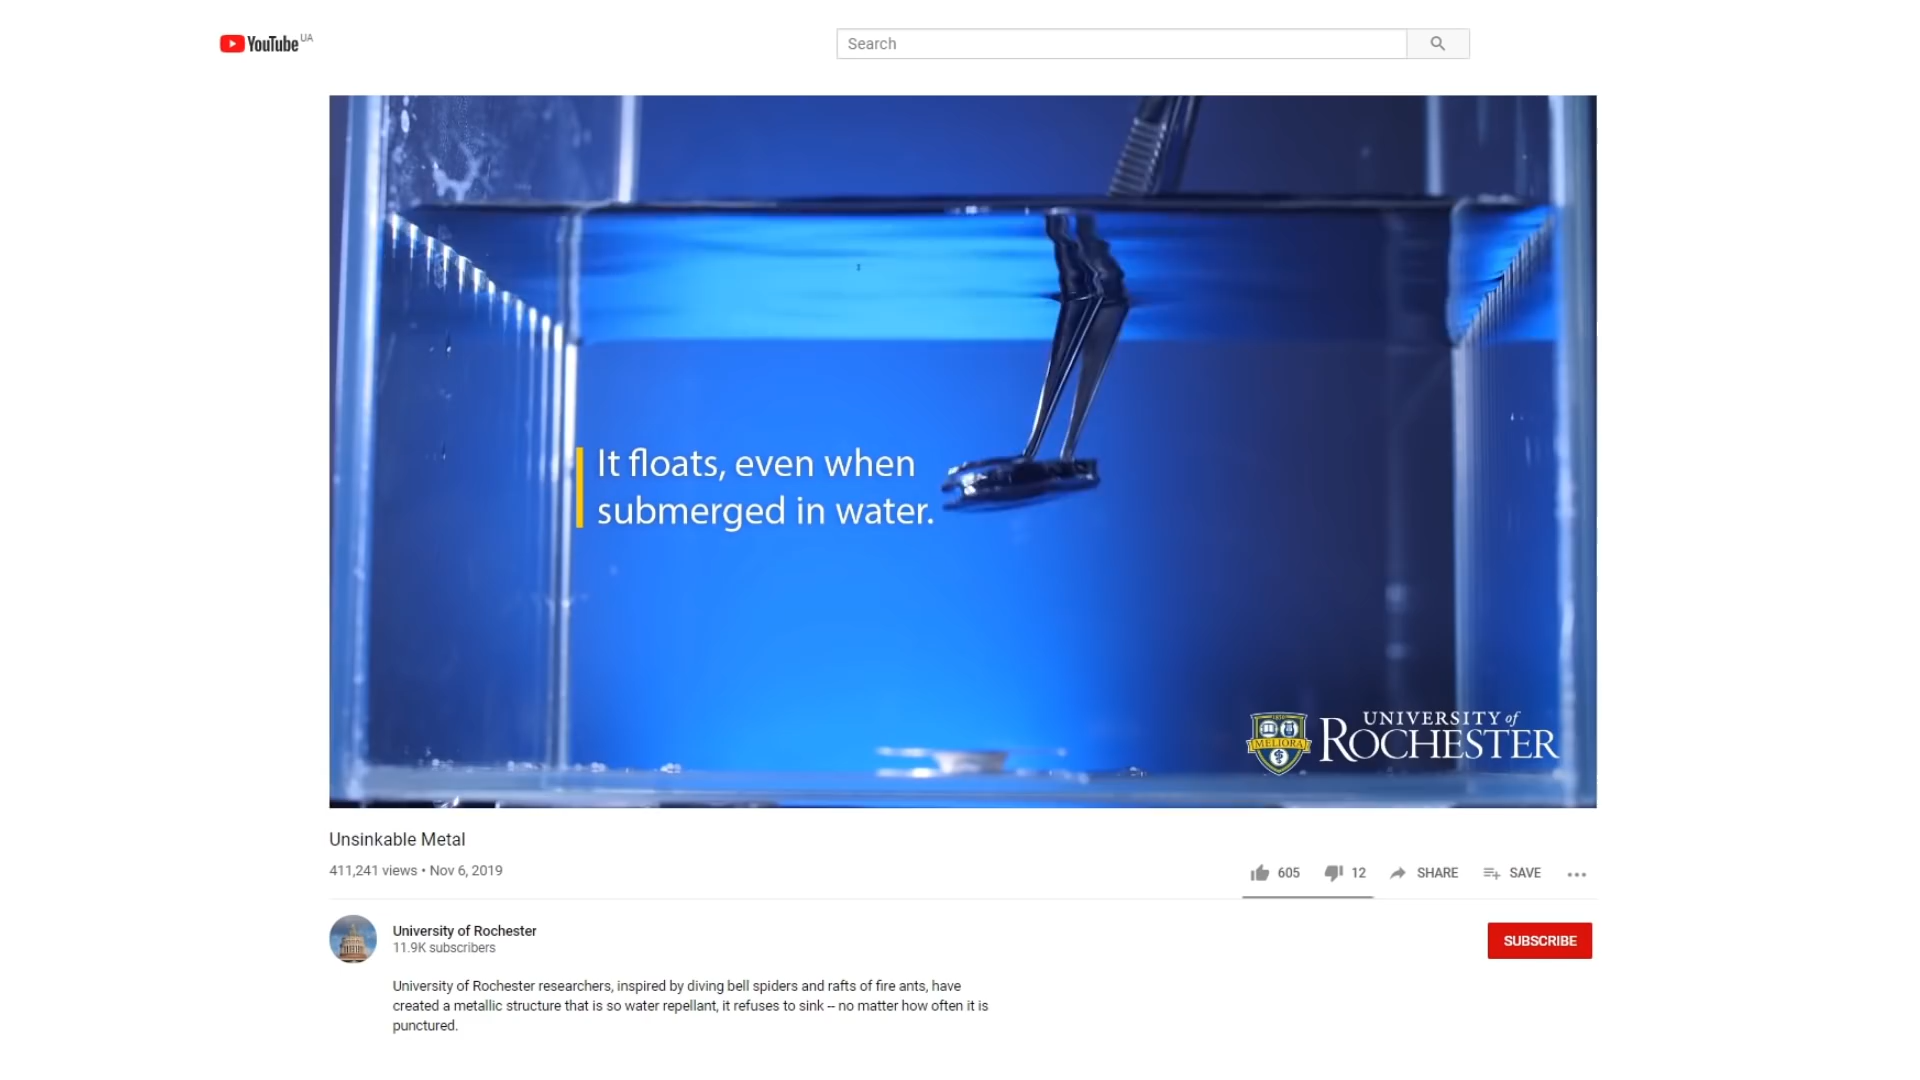 YouTube UA
Search
It floats, even when
submerged in water.
MELIORA
UNIVERSITY of
ROCHESTER
Unsinkable Metal
411,241 views • Nov 6, 2019
605 12 SHARE SAVE
University of Rochester
11.9K subscribers
SUBSCRIBE
University of Rochester researchers, inspired by diving bell spiders and rafts of fire ants, have
created a metallic structure that is so water repellant, it refuses to sink -- no matter how often it is
punctured.